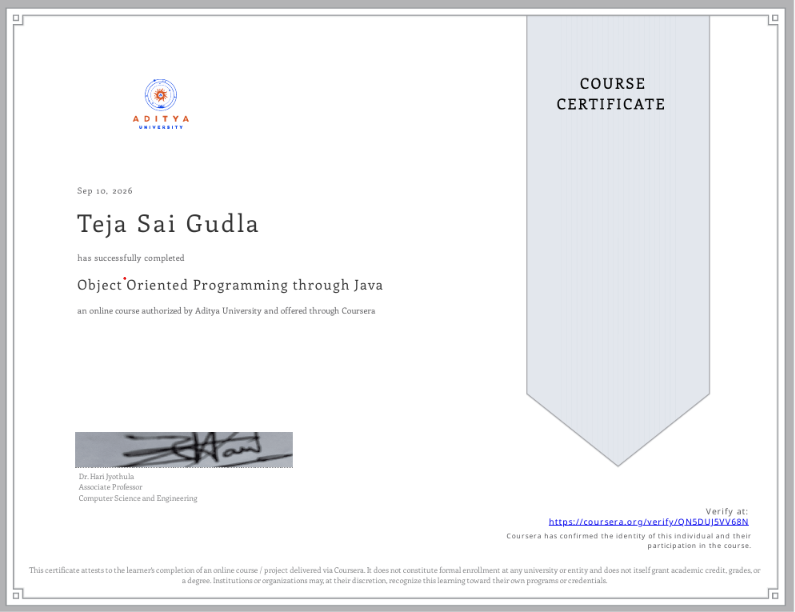 ADITYA
UNIVERSITY
COURSE
CERTIFICATE
Sep 10, 2026
Teja Sai Gudla
has successfully completed
Object Oriented Programming through Java
an online course authorized by Aditya University and offered through Coursera
Dr. Hari Jyothula
Associate Professor
Computer Science and Engineering
Verify at:
https://coursera.org/verify/QN5DUJ5VV68N
Coursera has confirmed the identity of this individual and their
participation in the course.
This certificate attests to the learner's completion of an online course / project delivered via Coursera. It does not constitute formal enrollment at any university or entity and does not itself grant academic credit, grades, or
a degree. Institutions or organizations may, at their discretion, recognize this learning toward their own programs or credentials.